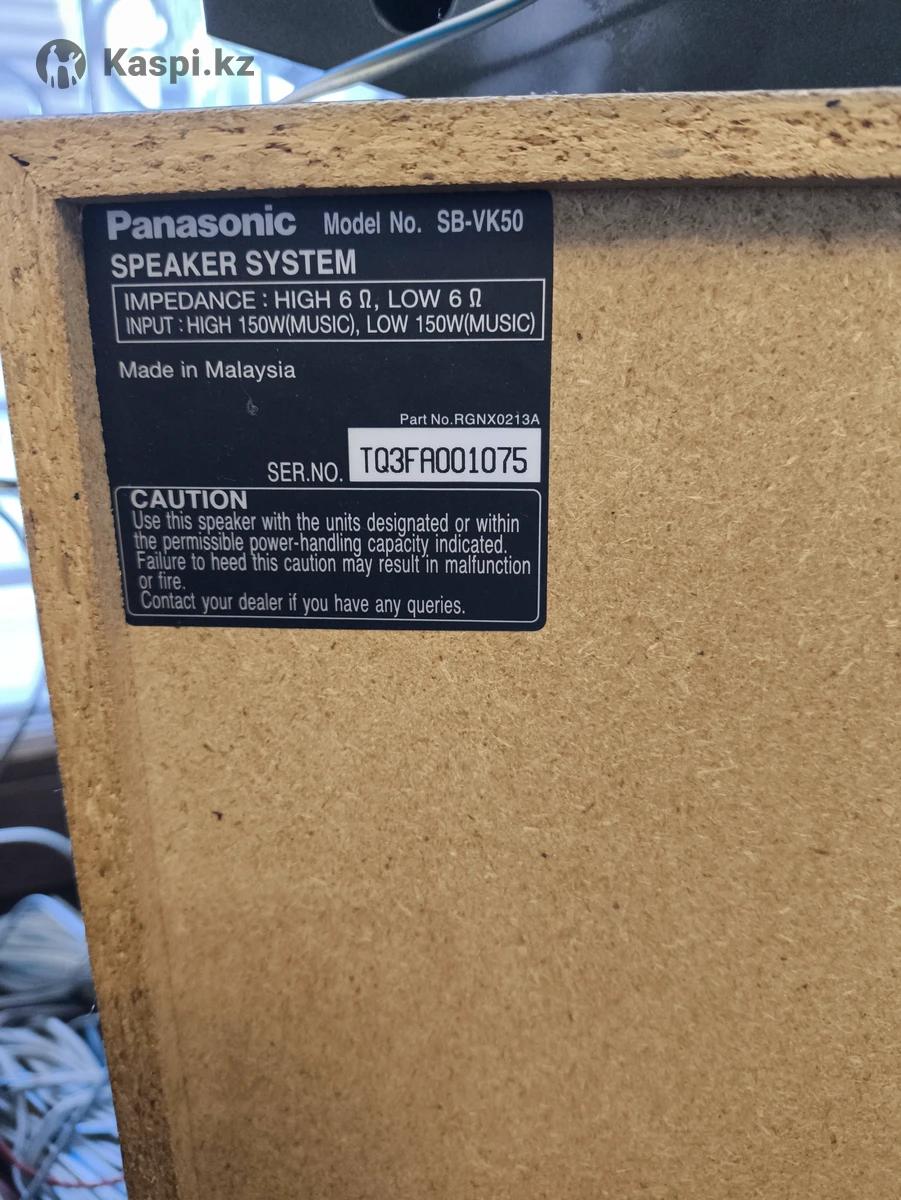 Kaspi.kz
Panasonic Model No. SB-VK50
SPEAKER SYSTEM
IMPEDANCE : HIGH 6 Ω, LOW 6 Ω
INPUT : HIGH 150W(MUSIC), LOW 150W(MUSIC)
Made in Malaysia
Part No.RGNX0213A
SER.NO. TQ3FA001075
CAUTION
Use this speaker with the units designated or within
the permissible power-handling capacity indicated.
Failure to heed this caution may result in malfunction
or fire.
Contact your dealer if you have any queries.